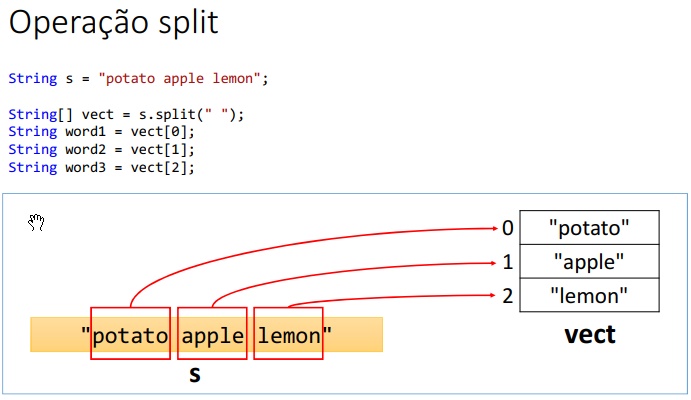 Operação split
String s = "potato apple lemon";
String[] vect = s.split(" ");
String word1 = vect[0];
String word2 = vect[1];
String word3 = vect[2];
0 "potato"
1 "apple"
2 "lemon"
"potato apple lemon"
vect
s